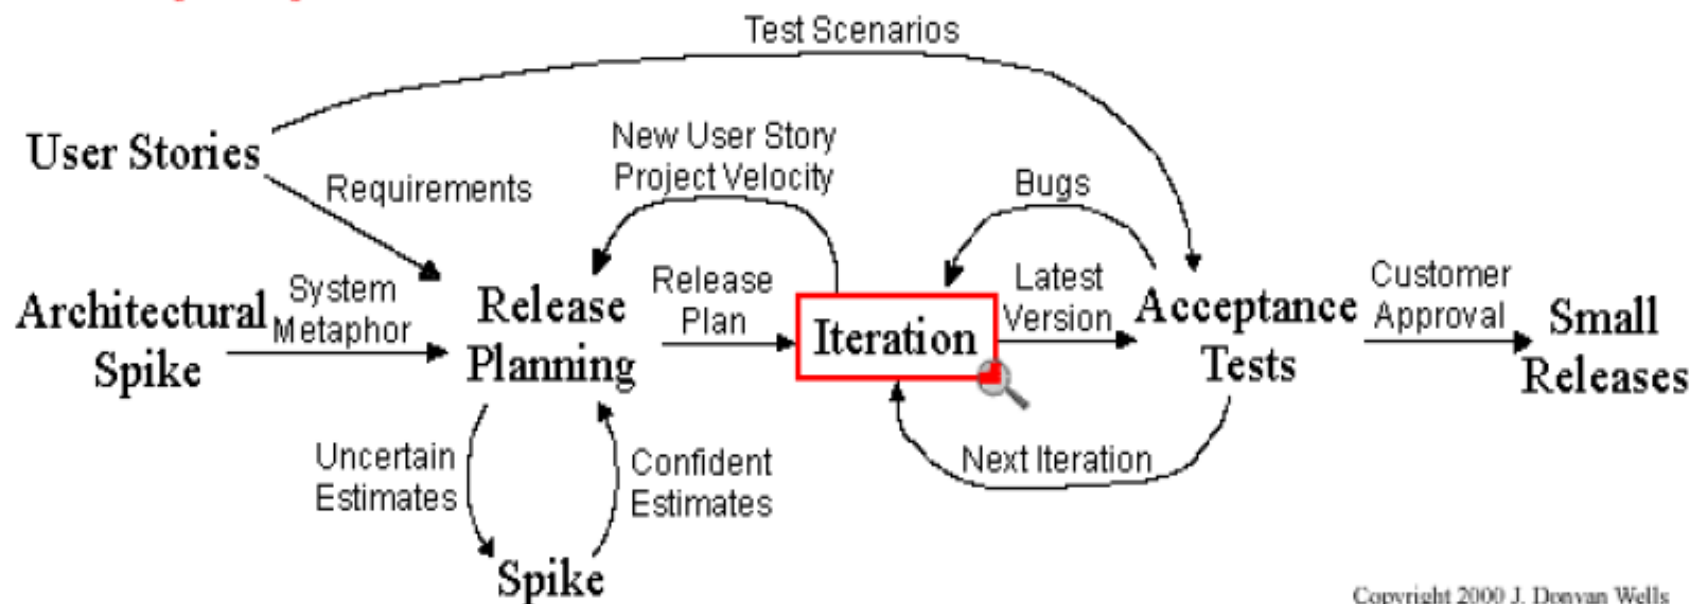 Test Scenarios
User Stories
Requirements
New User Story
Project Velocity
Bugs
Architectural
Spike
System
Metaphor
Release
Planning
Release
Plan
Iteration
Latest
Version
Acceptance
Tests
Customer
Approval
Small
Releases
Uncertain
Estimates
Confident
Estimates
Next Iteration
Spike
Copyright 2000 J. Donvan Wells